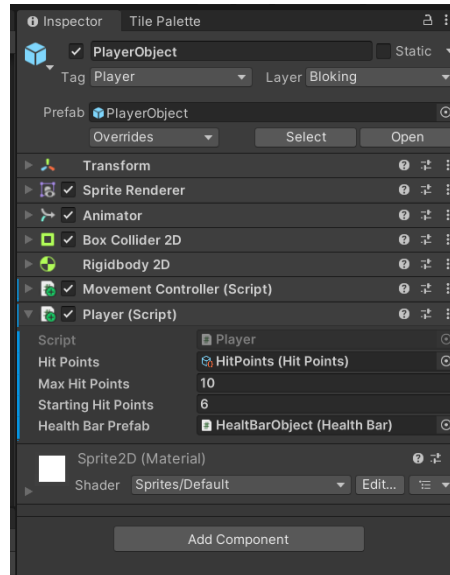 Inspector Tile Palette
PlayerObject Static
Tag Player Layer Bloking
Prefab PlayerObject
Overrides Select Open
Transform
Sprite Renderer
Animator
Box Collider 2D
Rigidbody 2D
Movement Controller (Script)
Player (Script)
Script Player
Hit Points HitPoints (Hit Points)
Max Hit Points 10
Starting Hit Points 6
Health Bar Prefab HealtBarObject (Health Bar)
Sprite2D (Material)
Shader Sprites/Default Edit...
Add Component